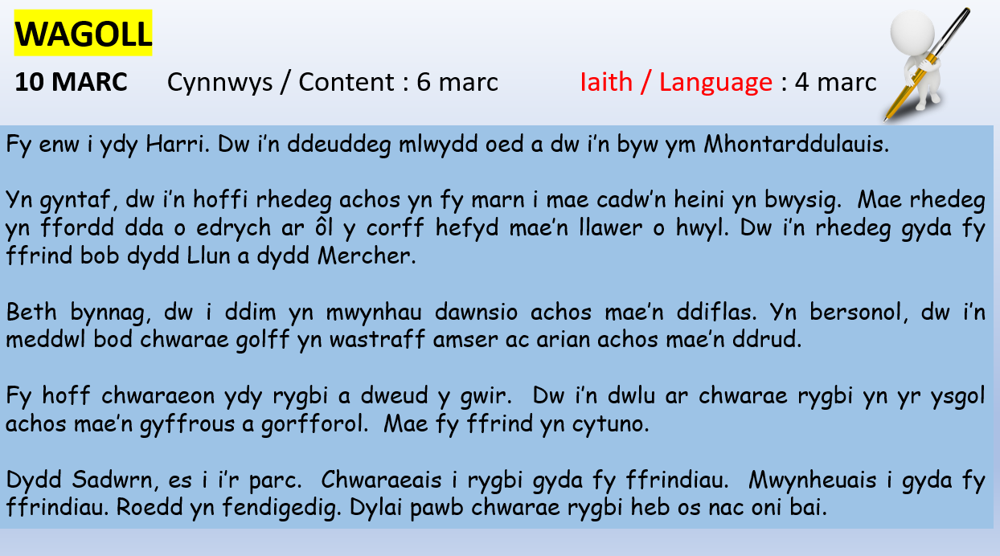 WAGOLL
10 MARC Cynnwys / Content : 6 marc Iaith / Language : 4 marc
Fy enw i ydy Harri. Dw i'n ddeuddeg mlwydd oed a dw i'n byw ym Mhontarddulauis.
Yn gyntaf, dw i'n hoffi rhedeg achos yn fy marn i mae cadw'n heini yn bwysig. Mae rhedeg
yn ffordd dda o edrych ar ôl y corff hefyd mae'n llawer o hwyl. Dw i'n rhedeg gyda fy
ffrind bob dydd Llun a dydd Mercher.
Beth bynnag, dw i ddim yn mwynhau dawnsio achos mae'n ddiflas. Yn bersonol, dw i'n
meddwl bod chwarae golff yn wastraff amser ac arian achos mae'n ddrud.
Fy hoff chwaraeon ydy rygbi a dweud y gwir. Dw i'n dwlu ar chwarae rygbi yn yr ysgol
achos mae'n gyffrous a gorfforol. Mae fy ffrind yn cytuno.
Dydd Sadwrn, es i i'r parc. Chwaraeais i rygbi gyda fy ffrindiau. Mwynheuais i gyda fy
ffrindiau. Roedd yn fendigedig. Dylai pawb chwarae rygbi heb os nac oni bai.